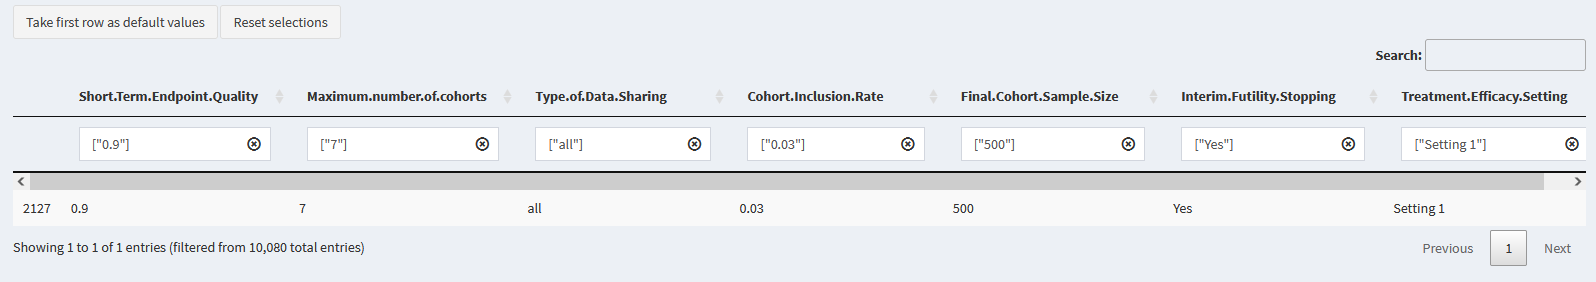 Take first row as default values Reset selections
Search:
Short.Term.Endpoint.Quality Maximum.number.of.cohorts Type.of.Data.Sharing Cohort.Inclusion.Rate Final.Cohort.Sample.Size Interim.Futility.Stopping Treatment.Efficacy.Setting
["0.9"] ["7"] ["all"] ["0.03"] ["500"] ["Yes"] ["Setting 1"]
2127 0.9 7 all 0.03 500 Yes Setting 1
Showing 1 to 1 of 1 entries (filtered from 10,080 total entries) Previous 1 Next